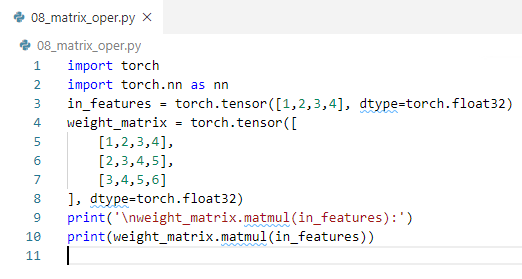 08_matrix_oper.py ×
08_matrix_oper.py
1 import torch
2 import torch.nn as nn
3 in_features = torch.tensor([1,2,3,4], dtype=torch.float32)
4 weight_matrix = torch.tensor([
5     [1,2,3,4],
6     [2,3,4,5],
7     [3,4,5,6]
8 ], dtype=torch.float32)
9 print('\nweight_matrix.matmul(in_features):')
10 print(weight_matrix.matmul(in_features))
11